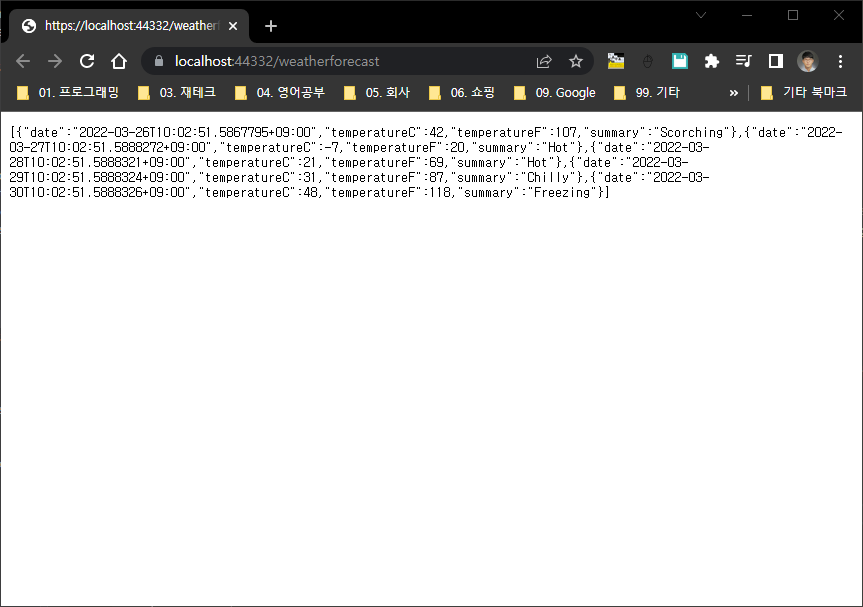 https://localhost:44332/weatherf
localhost:44332/weatherforecast
01. 프로그래밍 03. 재테크 04. 영어공부 05. 회사 06. 쇼핑 09. Google 99. 기타 » 기타 북마크
[{"date":"2022-03-26T10:02:51.5867795+09:00","temperatureC":42,"temperatureF":107,"summary":"Scorching"},{"date":"2022-
03-27T10:02:51.5888272+09:00","temperatureC":-7,"temperatureF":20,"summary":"Hot"},{"date":"2022-03-
28T10:02:51.5888321+09:00","temperatureC":21,"temperatureF":69,"summary":"Hot"},{"date":"2022-03-
29T10:02:51.5888324+09:00","temperatureC":31,"temperatureF":87,"summary":"Chilly"},{"date":"2022-03-
30T10:02:51.5888326+09:00","temperatureC":48,"temperatureF":118,"summary":"Freezing"}]